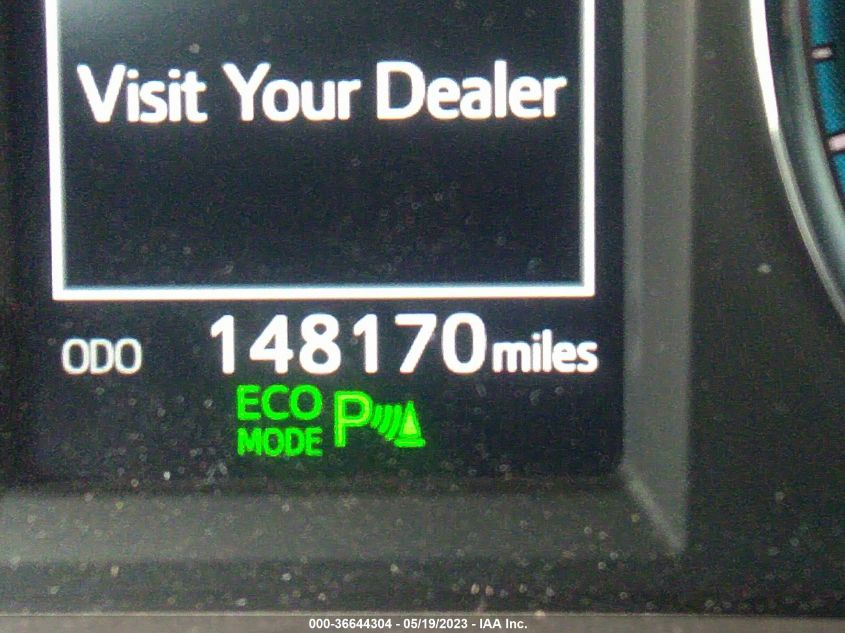 Visit Your Dealer
ODO 148170 miles
ECO
MODE P
000-36644304 - 05/19/2023 - IAA Inc.